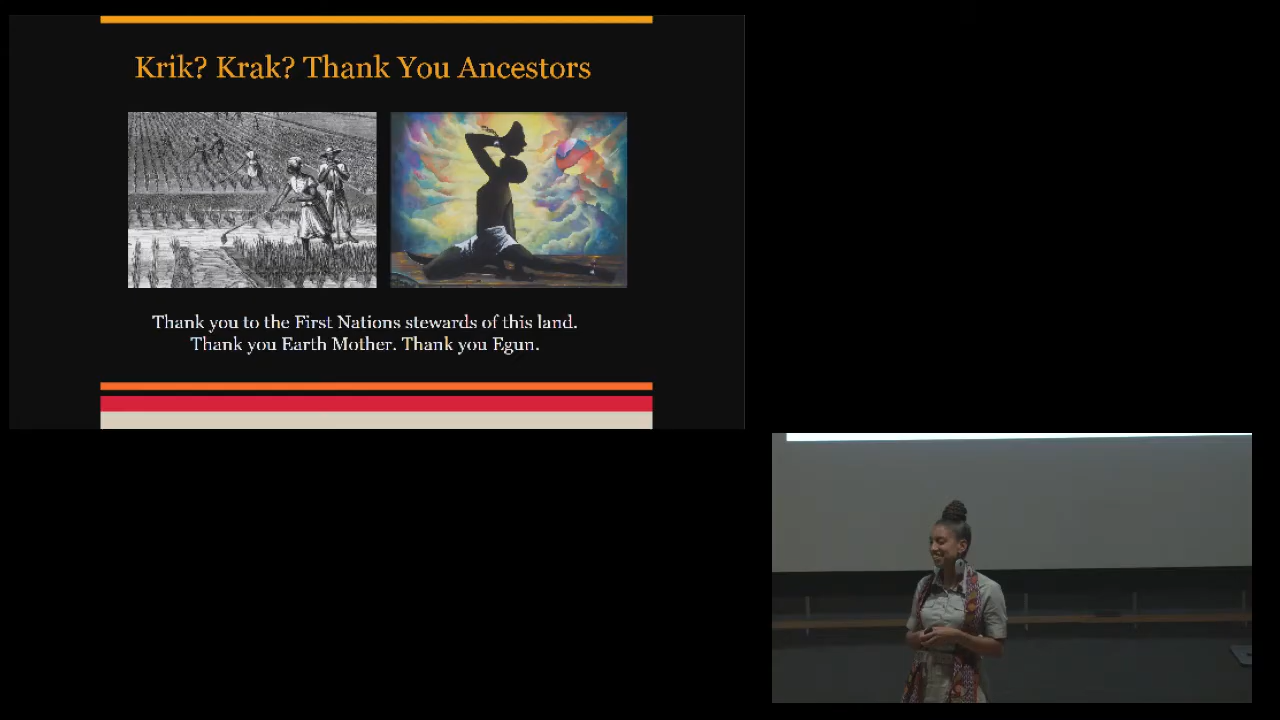 Krik? Krak? Thank You Ancestors
Thank you to the First Nations stewards of this land.
Thank you Earth Mother. Thank you Egun.